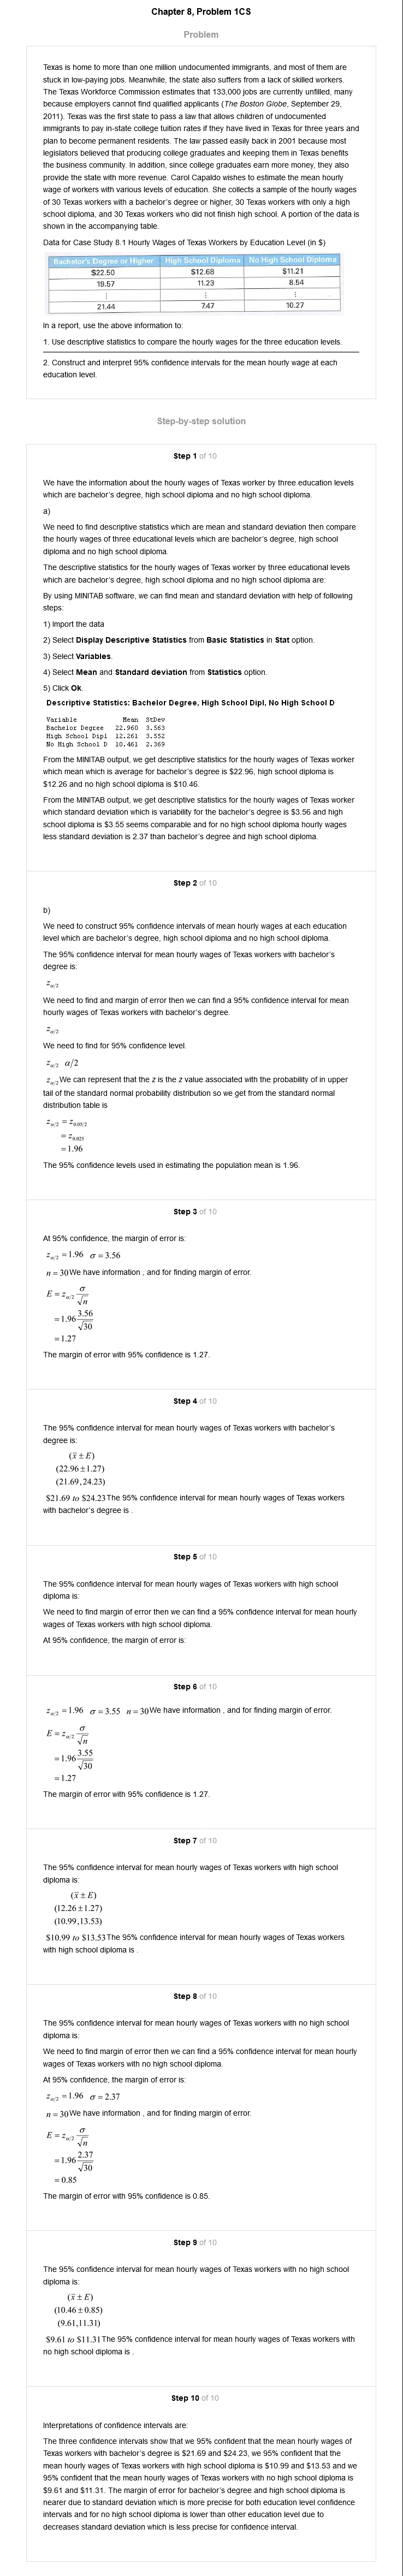 Chapter 8, Problem 1CS
Problem
Texas is home to more than one million undocumented immigrants, and most of them are
stuck in low-paying jobs. Meanwhile, the state also suffers from a lack of skilled workers.
The Texas Workforce Commission estimates that 133,000 jobs are currently unfilled, many
because employers cannot find qualified applicants (The Boston Globe, September 29,
2011). Texas was the first state to pass a law that allows children of undocumented
immigrants to pay in-state college tuition rates if they have lived in Texas for three years and
plan to become permanent residents. The law passed easily back in 2001 because most
legislators believed that producing college graduates and keeping them in Texas benefits
the business community. In addition, since college graduates earn more money, they also
provide the state with more revenue. Carol Capaldo wishes to estimate the mean hourly
wage of workers with various levels of education. She collects a sample of the hourly wages
of 30 Texas workers with a bachelor's degree or higher, 30 Texas workers with only a high
school diploma, and 30 Texas workers who did not finish high school. A portion of the data is
shown in the accompanying table.
Data for Case Study 8.1 Hourly Wages of Texas Workers by Education Level (in $)
Bachelor's Degree or Higher High School Diploma No High School Diploma
$22.50 $12.68 $11.21
19.57 11.23 8.54
⋮ ⋮ ⋮
21.44 7.47 10.27
In a report, use the above information to:
1. Use descriptive statistics to compare the hourly wages for the three education levels.
2. Construct and interpret 95% confidence intervals for the mean hourly wage at each
education level.
Step-by-step solution
Step 1 of 10
We have the information about the hourly wages of Texas worker by three education levels
which are bachelor's degree, high school diploma and no high school diploma.
a)
We need to find descriptive statistics which are mean and standard deviation then compare
the hourly wages of three educational levels which are bachelor's degree, high school
diploma and no high school diploma.
The descriptive statistics for the hourly wages of Texas worker by three educational levels
which are bachelor's degree, high school diploma and no high school diploma are:
By using MINITAB software, we can find mean and standard deviation with help of following
steps:
1) Import the data
2) Select Display Descriptive Statistics from Basic Statistics in Stat option.
3) Select Variables.
4) Select Mean and Standard deviation from Statistics option.
5) Click Ok.
Descriptive Statistics: Bachelor Degree, High School Dipl, No High School D
Variable Mean StDev
Bachelor Degree 22.960 3.563
High School Dipl 12.261 3.552
No High School D 10.461 2.369
From the MINITAB output, we get descriptive statistics for the hourly wages of Texas worker
which mean which is average for bachelor's degree is $22.96, high school diploma is
$12.26 and no high school diploma is $10.46.
From the MINITAB output, we get descriptive statistics for the hourly wages of Texas worker
which standard deviation which is variability for the bachelor's degree is $3.56 and high
school diploma is $3.55 seems comparable and for no high school diploma hourly wages
less standard deviation is 2.37 than bachelor's degree and high school diploma.
Step 2 of 10
b)
We need to construct 95% confidence intervals of mean hourly wages at each education
level which are bachelor's degree, high school diploma and no high school diploma.
The 95% confidence interval for mean hourly wages of Texas workers with bachelor's
degree is:
z_{α/2}
We need to find and margin of error then we can find a 95% confidence interval for mean
hourly wages of Texas workers with bachelor's degree.
z_{α/2}
We need to find for 95% confidence level.
z_{α/2} α/2
z_{α/2} We can represent that the z is the z value associated with the probability of in upper
tail of the standard normal probability distribution so we get from the standard normal
distribution table is
z_{α/2} = z_{0.05/2}
= z_{0.025}
= 1.96
The 95% confidence levels used in estimating the population mean is 1.96.
Step 3 of 10
At 95% confidence, the margin of error is:
z_{α/2} = 1.96 σ = 3.56
n = 30 We have information , and for finding margin of error.
E = z_{α/2} σ/√n
= 1.96 3.56/√30
= 1.27
The margin of error with 95% confidence is 1.27.
Step 4 of 10
The 95% confidence interval for mean hourly wages of Texas workers with bachelor's
degree is:
(x̄ ± E)
(22.96 ± 1.27)
(21.69, 24.23)
$21.69 to $24.23 The 95% confidence interval for mean hourly wages of Texas workers
with bachelor's degree is .
Step 5 of 10
The 95% confidence interval for mean hourly wages of Texas workers with high school
diploma is:
We need to find margin of error then we can find a 95% confidence interval for mean hourly
wages of Texas workers with high school diploma.
At 95% confidence, the margin of error is:
Step 6 of 10
z_{α/2} = 1.96 σ = 3.55 n = 30 We have information , and for finding margin of error.
E = z_{α/2} σ/√n
= 1.96 3.55/√30
= 1.27
The margin of error with 95% confidence is 1.27.
Step 7 of 10
The 95% confidence interval for mean hourly wages of Texas workers with high school
diploma is:
(x̄ ± E)
(12.26 ± 1.27)
(10.99, 13.53)
$10.99 to $13.53 The 95% confidence interval for mean hourly wages of Texas workers
with high school diploma is .
Step 8 of 10
The 95% confidence interval for mean hourly wages of Texas workers with no high school
diploma is:
We need to find margin of error then we can find a 95% confidence interval for mean hourly
wages of Texas workers with no high school diploma.
At 95% confidence, the margin of error is:
z_{α/2} = 1.96 σ = 2.37
n = 30 We have information , and for finding margin of error.
E = z_{α/2} σ/√n
= 1.96 2.37/√30
= 0.85
The margin of error with 95% confidence is 0.85.
Step 9 of 10
The 95% confidence interval for mean hourly wages of Texas workers with no high school
diploma is:
(x̄ ± E)
(10.46 ± 0.85)
(9.61, 11.31)
$9.61 to $11.31 The 95% confidence interval for mean hourly wages of Texas workers with
no high school diploma is .
Step 10 of 10
Interpretations of confidence intervals are:
The three confidence intervals show that we 95% confident that the mean hourly wages of
Texas workers with bachelor's degree is $21.69 and $24.23, we 95% confident that the
mean hourly wages of Texas workers with high school diploma is $10.99 and $13.53 and we
95% confident that the mean hourly wages of Texas workers with no high school diploma is
$9.61 and $11.31. The margin of error for bachelor's degree and high school diploma is
nearer due to standard deviation which is more precise for both education level confidence
intervals and for no high school diploma is lower than other education level due to
decreases standard deviation which is less precise for confidence interval.